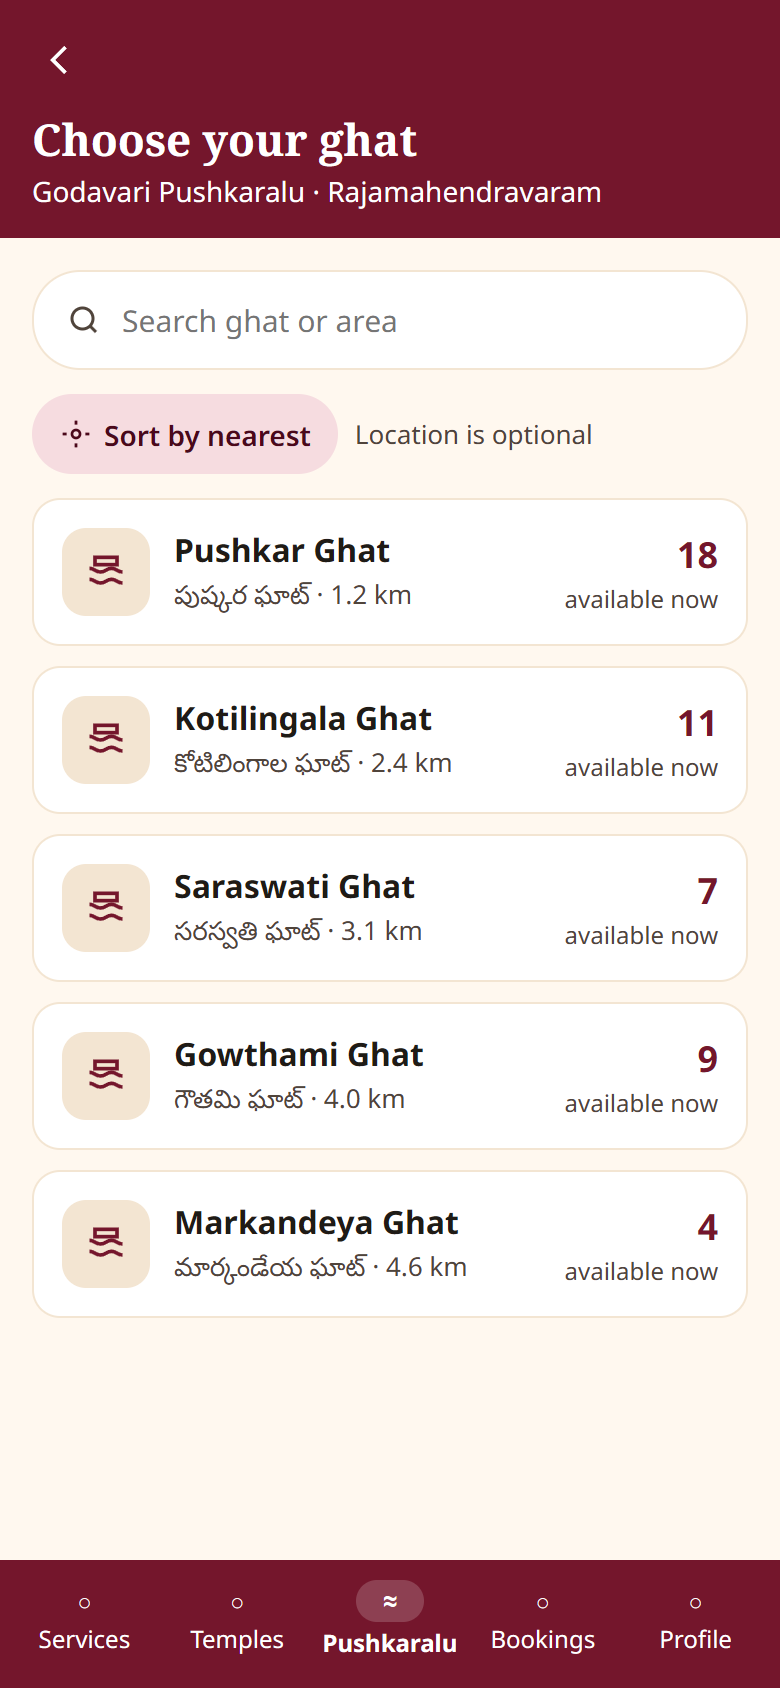 Choose your ghat
Godavari Pushkaralu · Rajamahendravaram
Search ghat or area
Sort by nearest
Location is optional
Pushkar Ghat
పుష్కర ఘాట్ · 1.2 km
18
available now
Kotilingala Ghat
కోటిలింగాల ఘాట్ · 2.4 km
11
available now
Saraswati Ghat
సరస్వతి ఘాట్ · 3.1 km
7
available now
Gowthami Ghat
గౌతమి ఘాట్ · 4.0 km
9
available now
Markandeya Ghat
మార్కండేయ ఘాట్ · 4.6 km
4
available now
Services
Temples
Pushkaralu
Bookings
Profile